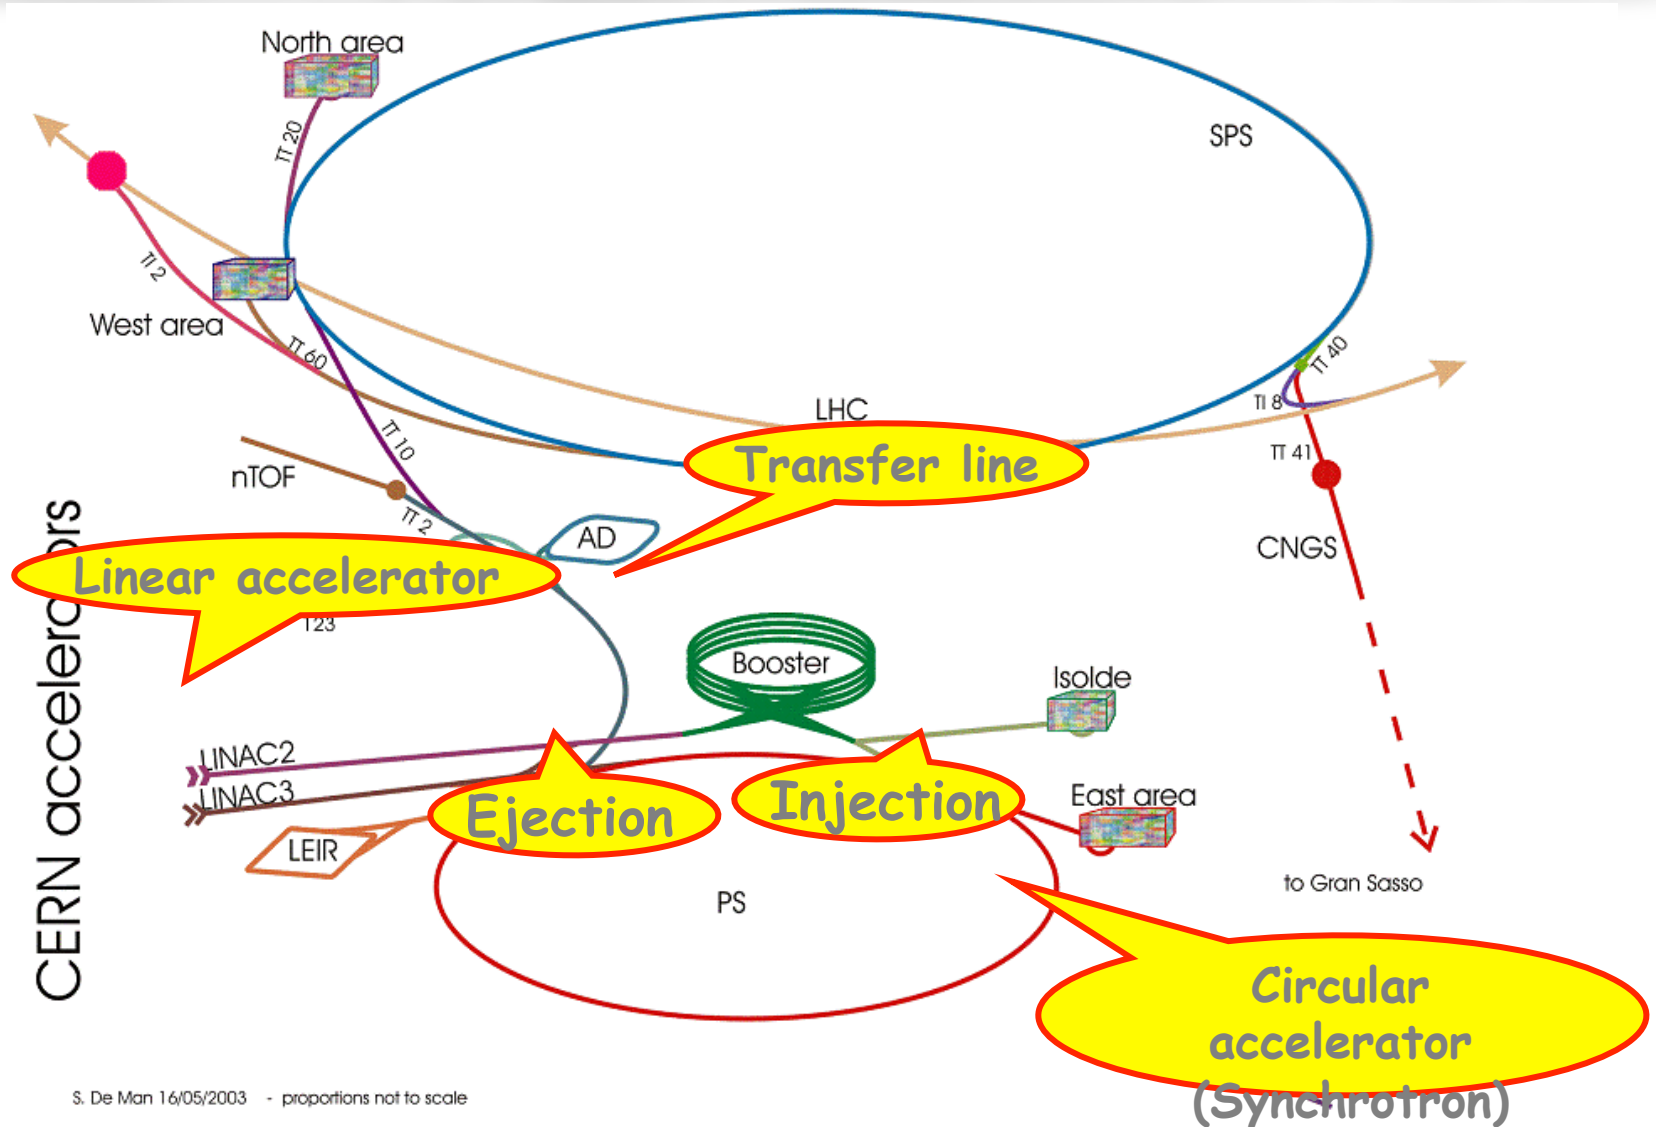 North area
TT 20
SPS
TI 2
West area
TT 60
TT 40
LHC
TI 8
Transfer line
TT 10
TT 41
nTOF
TT 2
AD
CNGS
Linear accelerator
T23
CERN accelerators
Booster
Isolde
LINAC2
LINAC3
Ejection
Injection
East area
LEIR
PS
to Gran Sasso
Circular
accelerator
(Synchrotron)
S. De Man 16/05/2003 - proportions not to scale